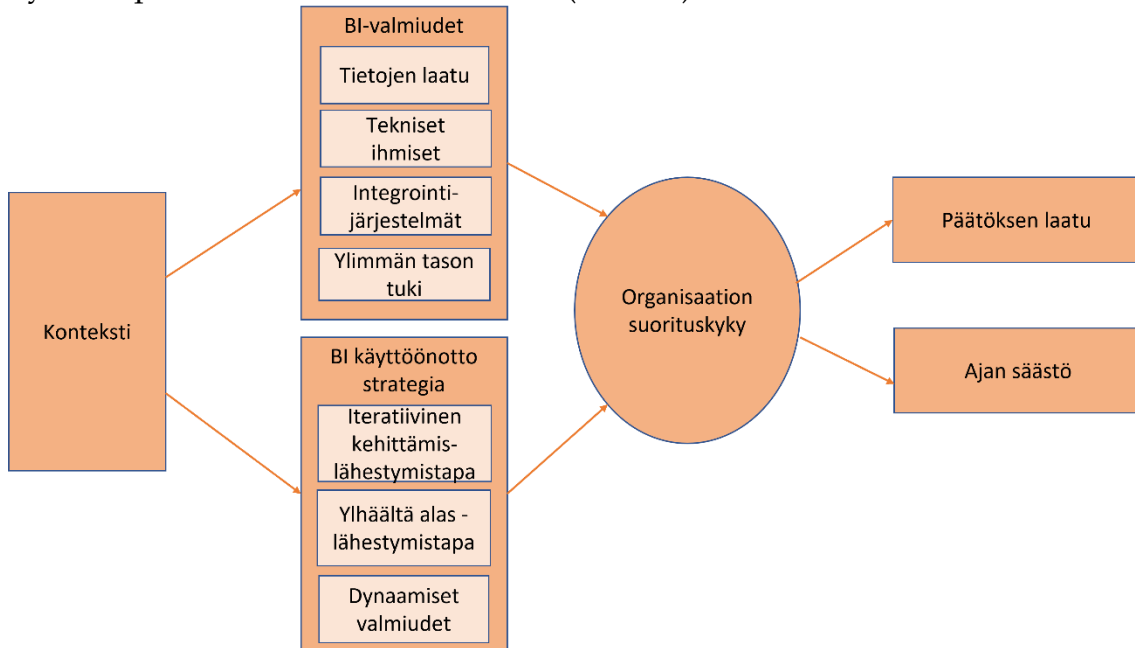 BI-valmiudet
Tietojen laatu
Tekniset
ihmiset
Integrointi-
järjestelmät
Ylimmän tason
tuki
Konteksti
BI käyttöönotto
strategia
Iteratiivinen
kehittämis-
lähestymistapa
Ylhäältä alas -
lähestymistapa
Dynaamiset
valmiudet
Organisaation
suorituskyky
Päätöksen laatu
Ajan säästö